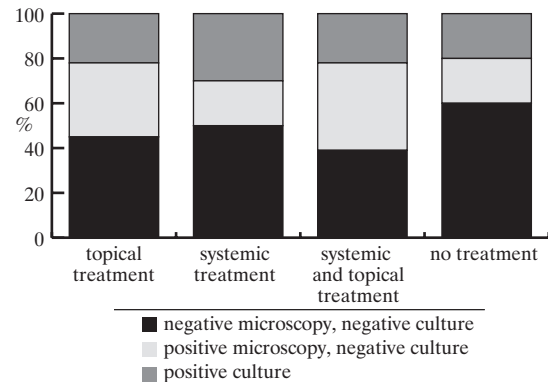 100
80
60
%
40
20
0
topical
treatment
systemic
treatment
systemic
and topical
treatment
no treatment
negative microscopy, negative culture
positive microscopy, negative culture
positive culture